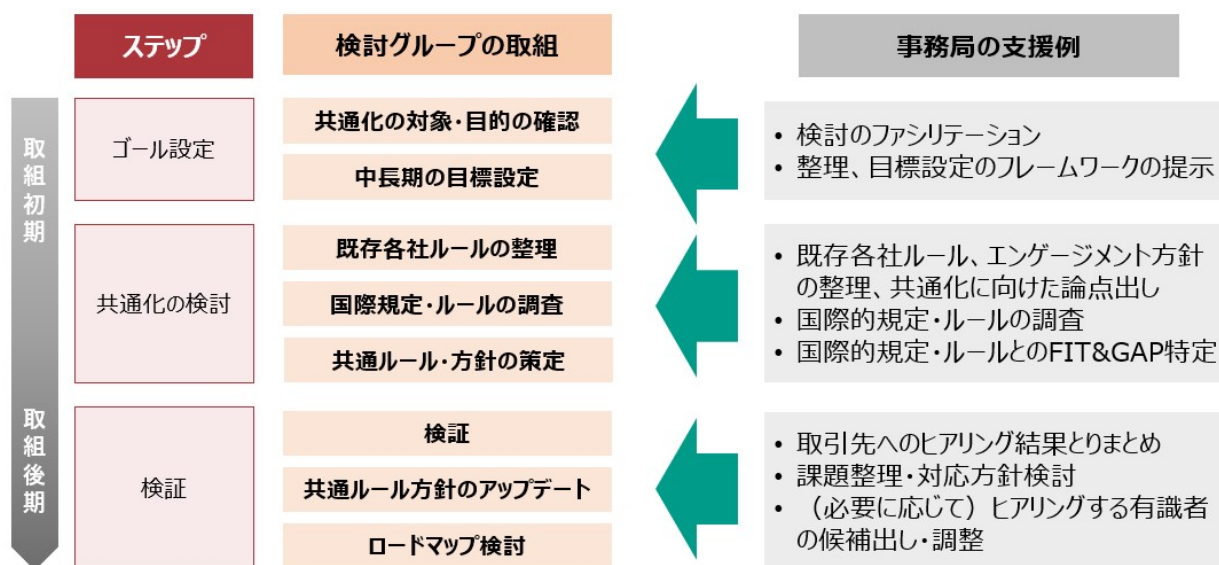 ステップ
検討グループの取組
事務局の支援例
取組初期
ゴール設定
共通化の対象・目的の確認
中長期の目標設定
• 検討のファシリテーション
• 整理、目標設定のフレームワークの提示
共通化の検討
既存各社ルールの整理
国際規定・ルールの調査
共通ルール・方針の策定
• 既存各社ルール、エンゲージメント方針
の整理、共通化に向けた論点出し
• 国際的規定・ルールの調査
• 国際的規定・ルールとのFIT&GAP特定
取組後期
検証
検証
共通ルール方針のアップデート
ロードマップ検討
• 取引先へのヒアリング結果とりまとめ
• 課題整理・対応方針検討
• （必要に応じて）ヒアリングする有識者
の候補出し・調整